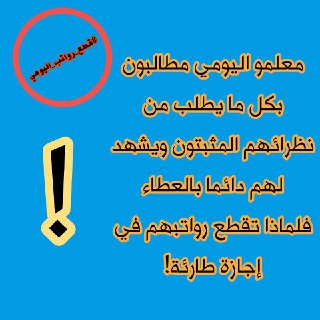 #قطع_رواتب_اليومي
معلمو اليومي مطالبون
بكل ما يطلب من
نظرائهم المثبتون ويشهد
لهم دائما بالعطاء
فلماذا تقطع رواتبهم في
إجازة طارئة!
!